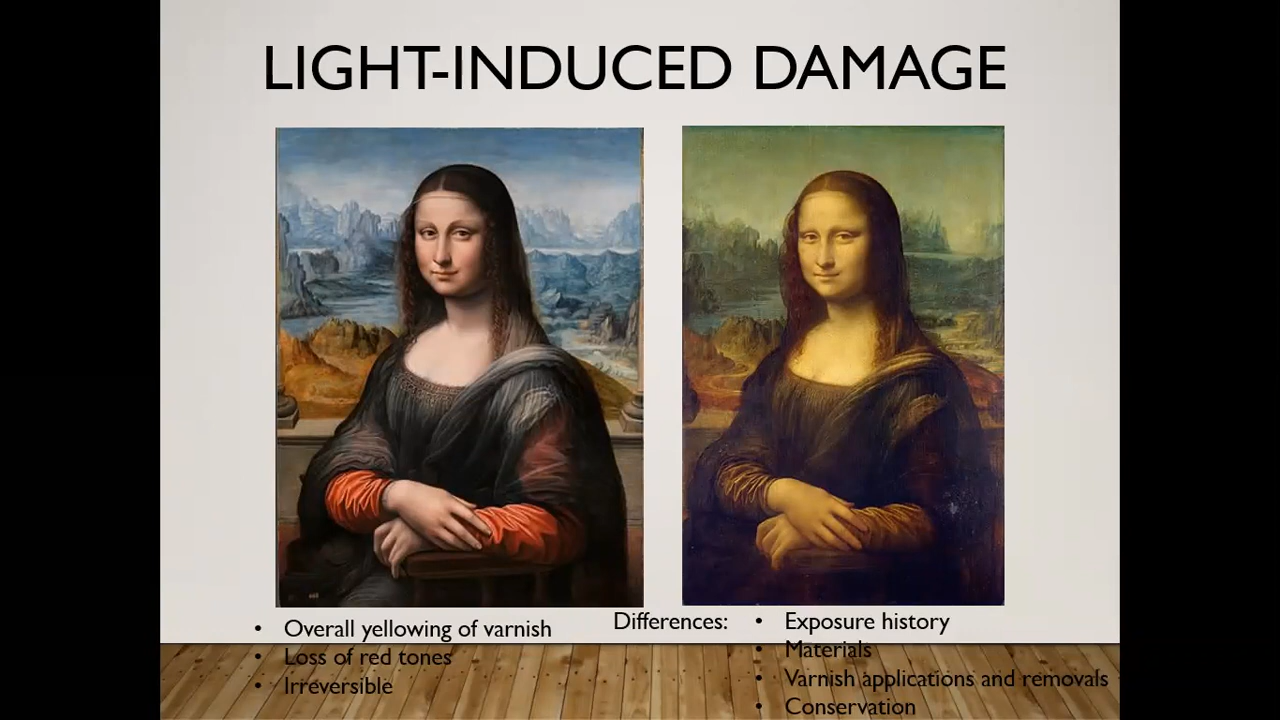 LIGHT-INDUCED DAMAGE
• Overall yellowing of varnish
• Loss of red tones
• Irreversible
Differences:
• Exposure history
• Materials
• Varnish applications and removals
• Conservation